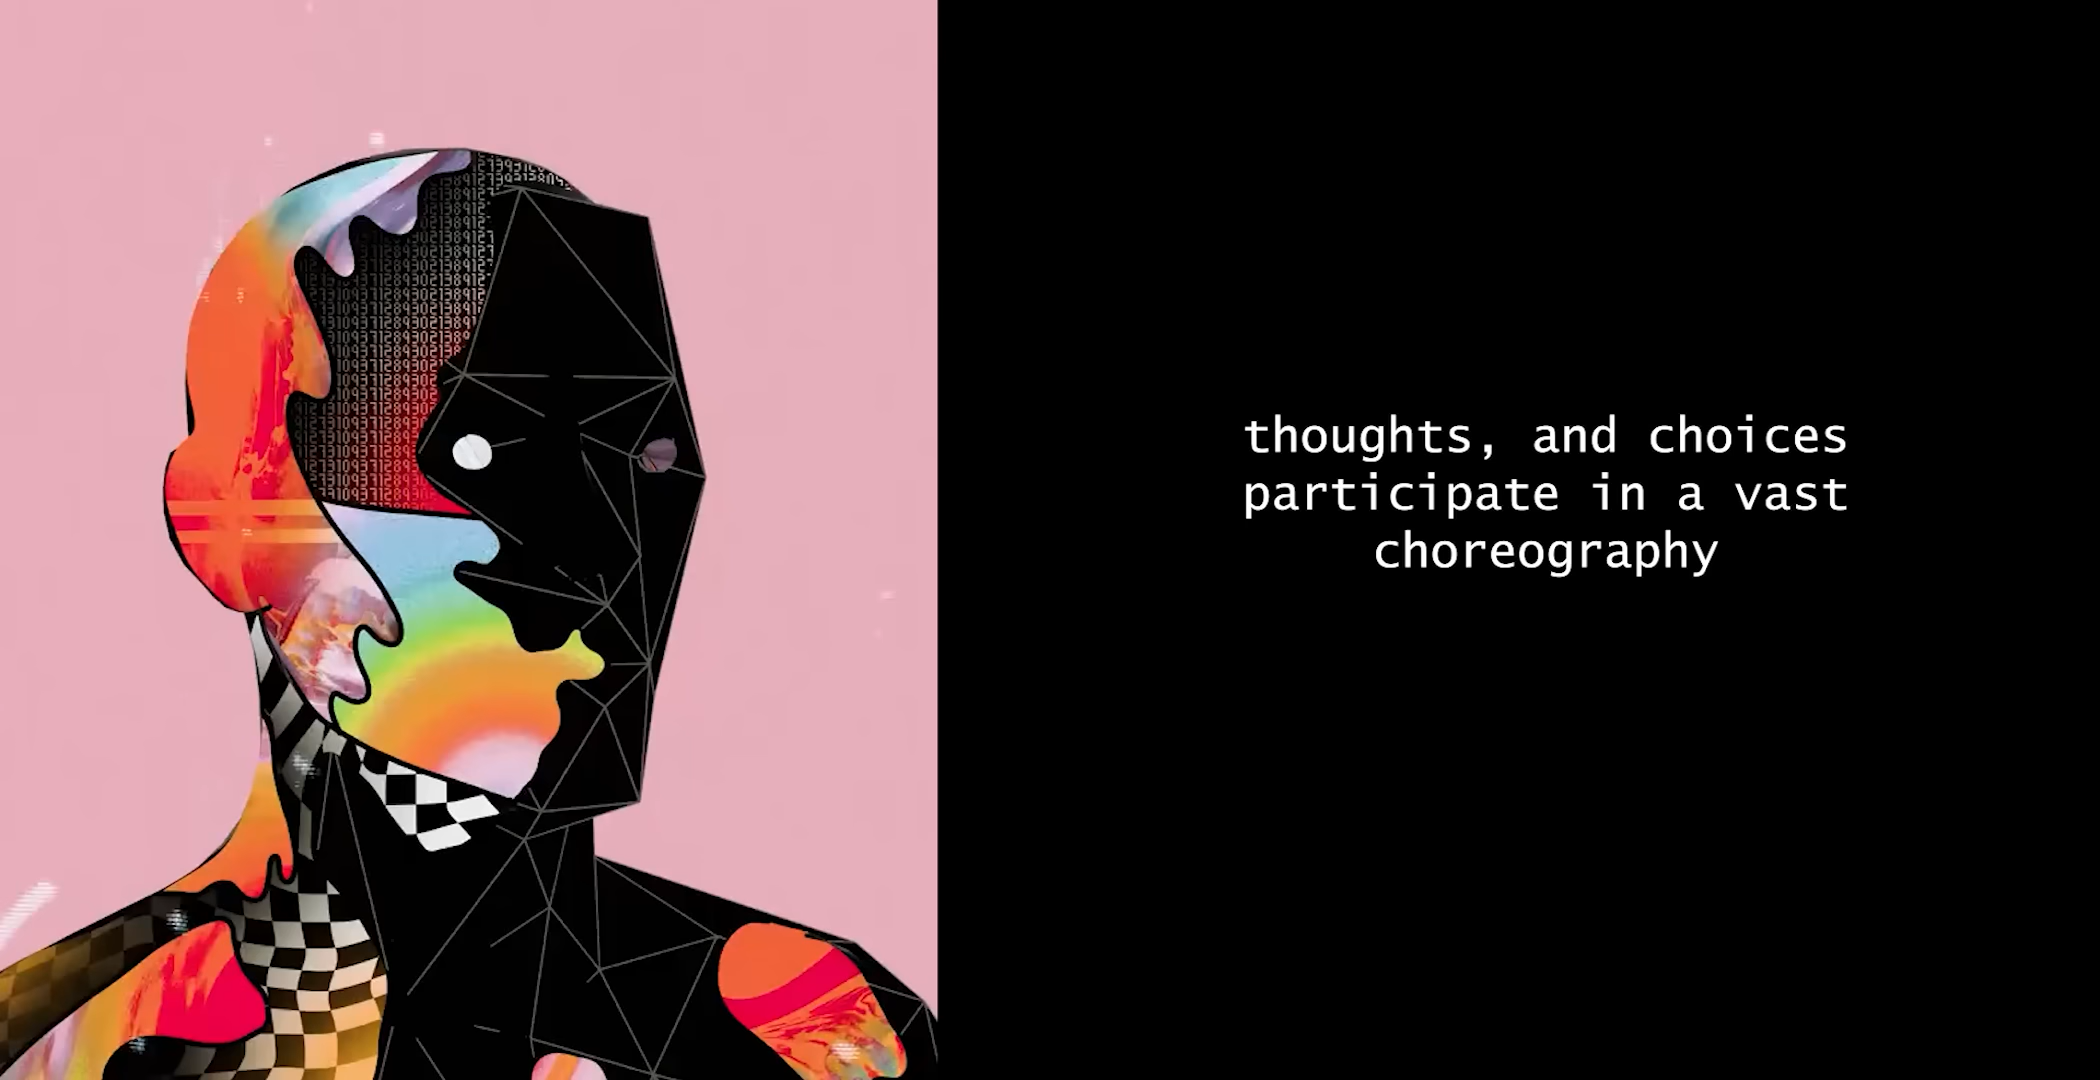 thoughts, and choices
participate in a vast
choreography